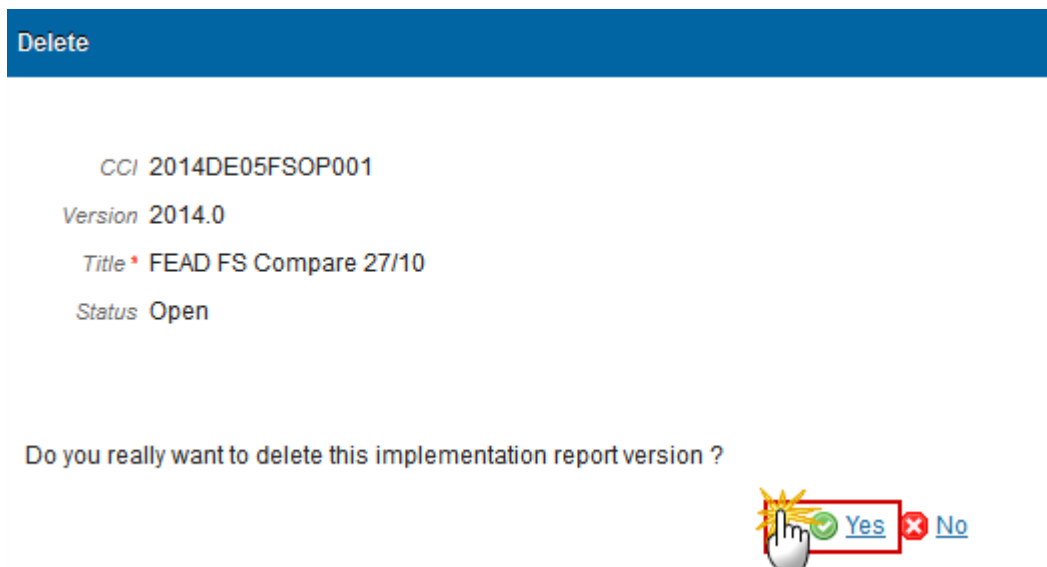 Delete
CCI 2014DE05FSOP001
Version 2014.0
Title * FEAD FS Compare 27/10
Status Open
Do you really want to delete this implementation report version ?
Yes No